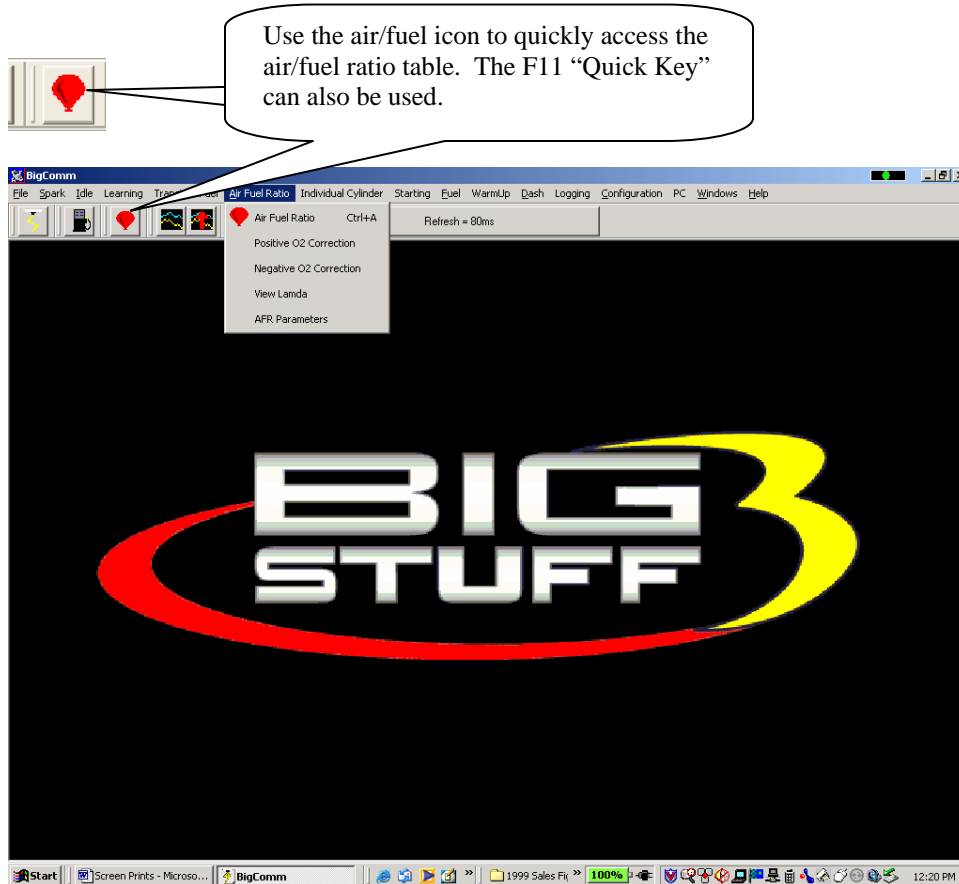 Use the air/fuel icon to quickly access the
air/fuel ratio table. The F11 “Quick Key”
can also be used.
BigComm
File Spark Idle Learning Air Fuel Ratio Individual Cylinder Starting Fuel WarmUp Dash Logging Configuration PC Windows Help
Refresh = 80ms
Air Fuel Ratio Ctrl+A
Positive O2 Correction
Negative O2 Correction
View Lamda
AFR Parameters
BIG 3
STUFF
Start Screen Prints - Microso... BigComm » 1999 Sales Fi » 100% 12:20 PM